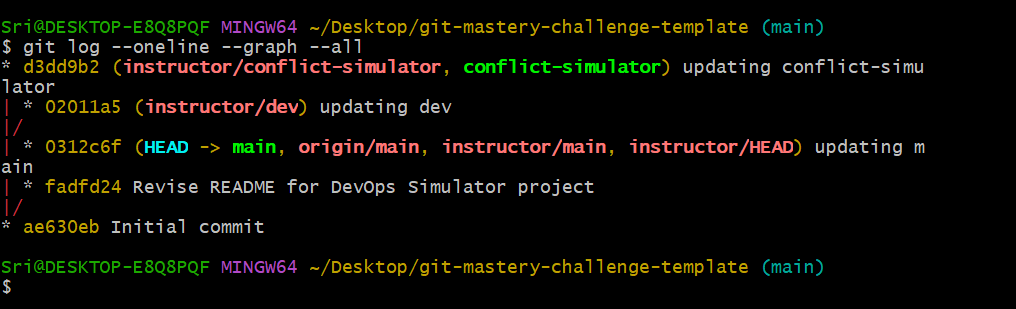 Sri@DESKTOP-E8Q8PQF MINGW64 ~/Desktop/git-mastery-challenge-template (main)
$ git log --oneline --graph --all
* d3dd9b2 (instructor/conflict-simulator, conflict-simulator) updating conflict-simu
lator
| * 02011a5 (instructor/dev) updating dev
|/
| * 0312c6f (HEAD -> main, origin/main, instructor/main, instructor/HEAD) updating m
ain
| * fadfd24 Revise README for DevOps Simulator project
|/
* ae630eb Initial commit
Sri@DESKTOP-E8Q8PQF MINGW64 ~/Desktop/git-mastery-challenge-template (main)
$